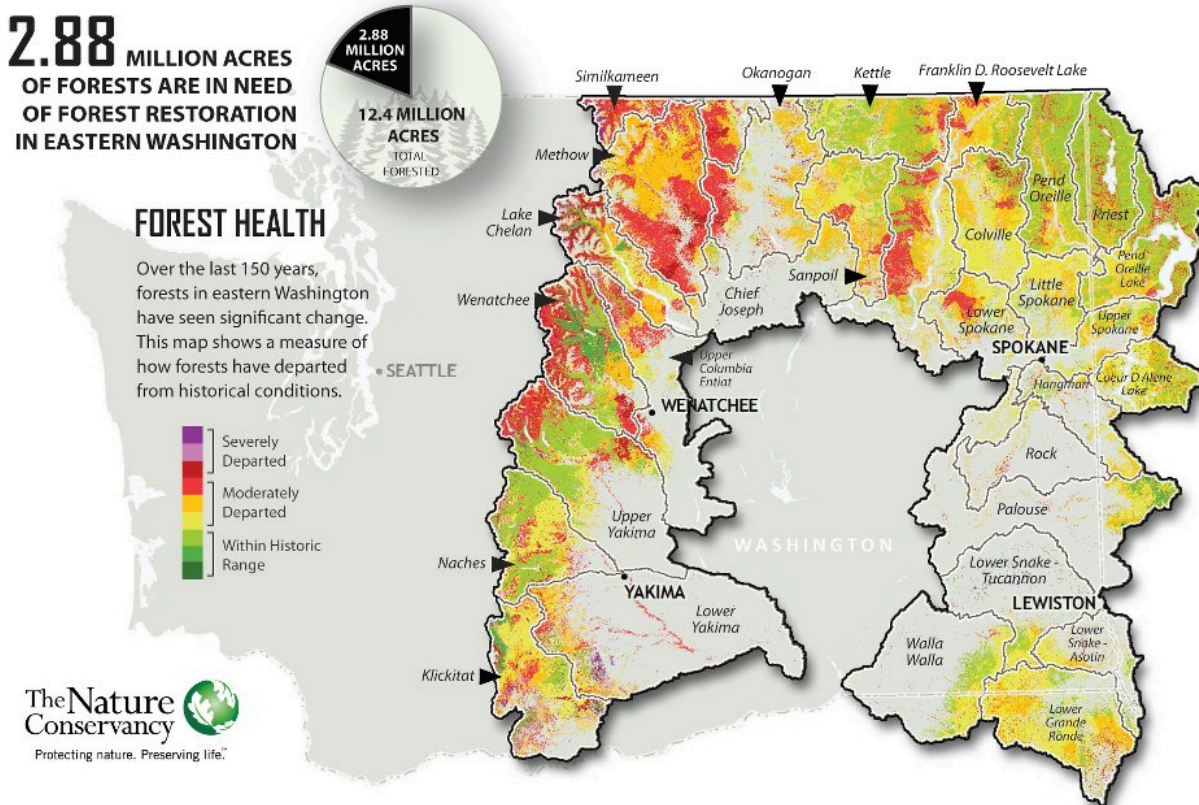 2.88 MILLION ACRES
OF FORESTS ARE IN NEED
OF FOREST RESTORATION
IN EASTERN WASHINGTON
2.88
MILLION
ACRES
12.4 MILLION
ACRES
TOTAL
FORESTED
FOREST HEALTH
Over the last 150 years,
forests in eastern Washington
have seen significant change.
This map shows a measure of
how forests have departed
from historical conditions.
Severely
Departed
Moderately
Departed
Within Historic
Range
Similkameen
Okanogan
Kettle
Franklin D. Roosevelt Lake
Methow
Lake
Chelan
Wenatchee
SEATTLE
Pend
Oreille
Priest
Colville
Pend
Oreille
Lake
Sanpoil
Chief
Joseph
Little
Spokane
Lower
Spokane
Upper
Spokane
SPOKANE
Upper
Columbia
Entiat
Hangman
Coeur D Alene
Lake
WENATCHEE
Rock
Palouse
Upper
Yakima
WASHINGTON
Naches
Lower Snake -
Tucannon
YAKIMA
LEWISTON
Lower
Yakima
Walla
Walla
Lower
Snake -
Asotin
Klickitat
Lower
Grande
Ronde
The Nature
Conservancy
Protecting nature. Preserving life.™